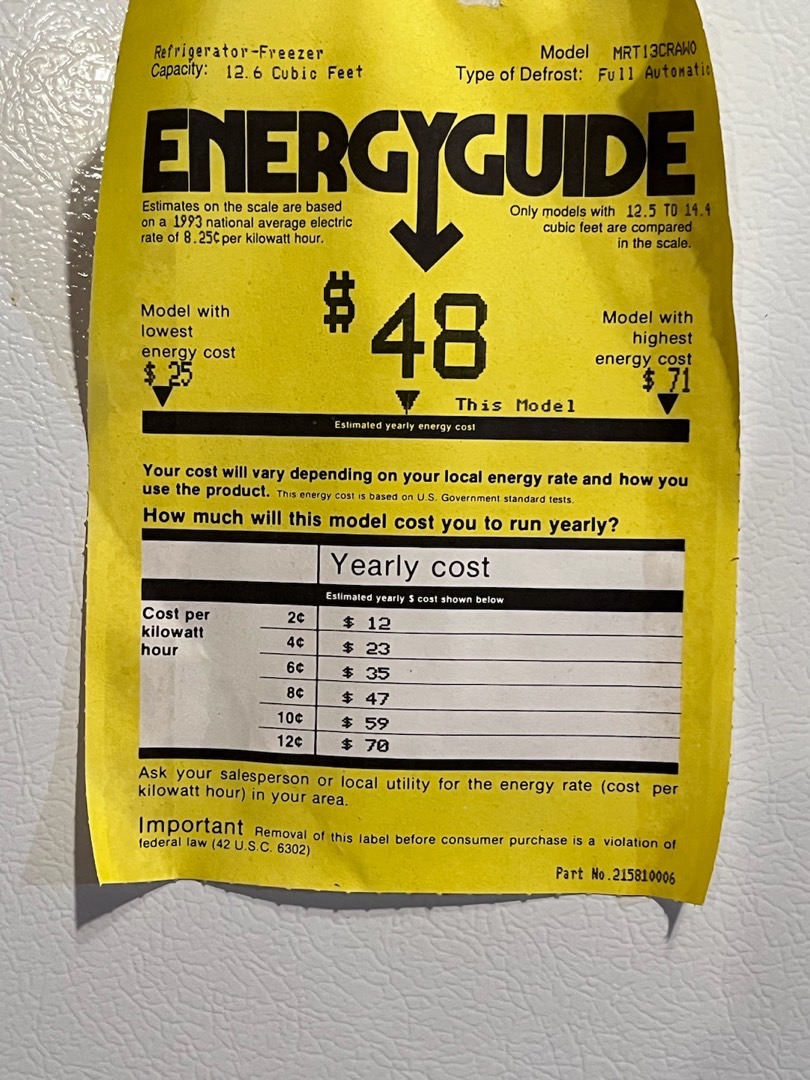 Refrigerator-Freezer
Capacity: 12.6 Cubic Feet
Model MRT13CRAW0
Type of Defrost: Full Automatic
ENERGYGUIDE
Estimates on the scale are based
on a 1993 national average electric
rate of 8.25¢ per kilowatt hour.
Only models with 12.5 TO 14.4
cubic feet are compared
in the scale.
Model with
lowest
energy cost
$ 25
$ 48
Model with
highest
energy cost
$ 71
This Model
Estimated yearly energy cost
Your cost will vary depending on your local energy rate and how you
use the product. This energy cost is based on U.S. Government standard tests.
How much will this model cost you to run yearly?
Yearly cost
Estimated yearly $ cost shown below
Cost per
kilowatt
hour
2¢ $ 12
4¢ $ 23
6¢ $ 35
8¢ $ 47
10¢ $ 59
12¢ $ 70
Ask your salesperson or local utility for the energy rate (cost per
kilowatt hour) in your area.
Important Removal of this label before consumer purchase is a violation of
federal law (42 U.S.C. 6302)
Part No.215810006